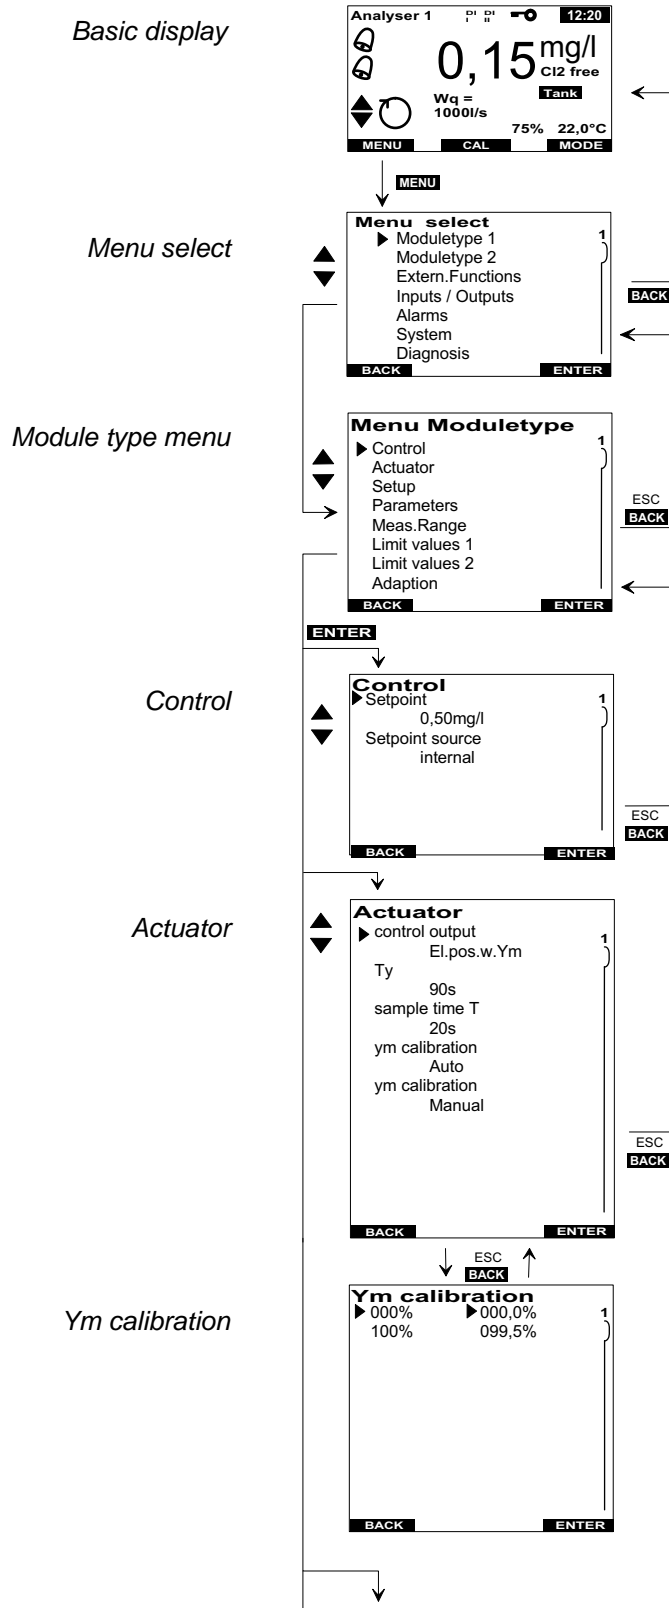 Basic display
Analyser 1 DI I DI II 12:20
0,15 mg/l
Cl2 free
Tank
Wq =
1000l/s
75% 22,0°C
MENU CAL MODE
MENU
Menu select
Menu select
Moduletype 1 1
Moduletype 2
Extern.Functions
Inputs / Outputs
Alarms
System
Diagnosis
BACK ENTER
BACK
Module type menu
Menu Moduletype
Control 1
Actuator
Setup
Parameters
Meas.Range
Limit values 1
Limit values 2
Adaption
BACK ENTER
ESC
BACK
ENTER
Control
Control
Setpoint 1
0,50mg/l
Setpoint source
internal
BACK ENTER
ESC
BACK
Actuator
Actuator
control output 1
El.pos.w.Ym
Ty
90s
sample time T
20s
ym calibration
Auto
ym calibration
Manual
BACK ENTER
ESC
BACK
ESC
BACK
Ym calibration
Ym calibration
000% 000,0% 1
100% 099,5%
BACK ENTER